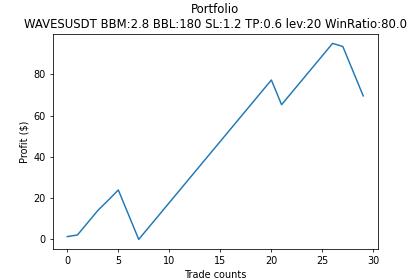 Portfolio
WAVESUSDT BBM:2.8 BBL:180 SL:1.2 TP:0.6 lev:20 WinRatio:80.0
80
60
40
20
0
Profit ($)
0 5 10 15 20 25 30
Trade counts